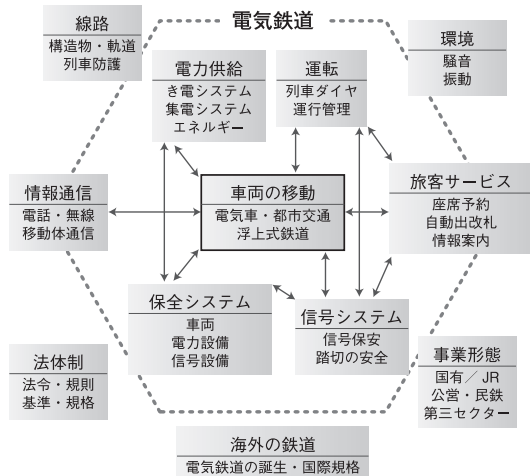 電気鉄道
線路
構造物・軌道
列車防護
電力供給
き電システム
集電システム
エネルギー
運転
列車ダイヤ
運行管理
環境
騒音
振動
情報通信
電話・無線
移動体通信
車両の移動
電気車・都市交通
浮上式鉄道
旅客サービス
座席予約
自動出改札
情報案内
保全システム
車両
電力設備
信号設備
信号システム
信号保安
踏切の安全
法体制
法令・規則
基準・規格
事業形態
国有／JR
公営・民鉄
第三セクター
海外の鉄道
電気鉄道の誕生・国際規格